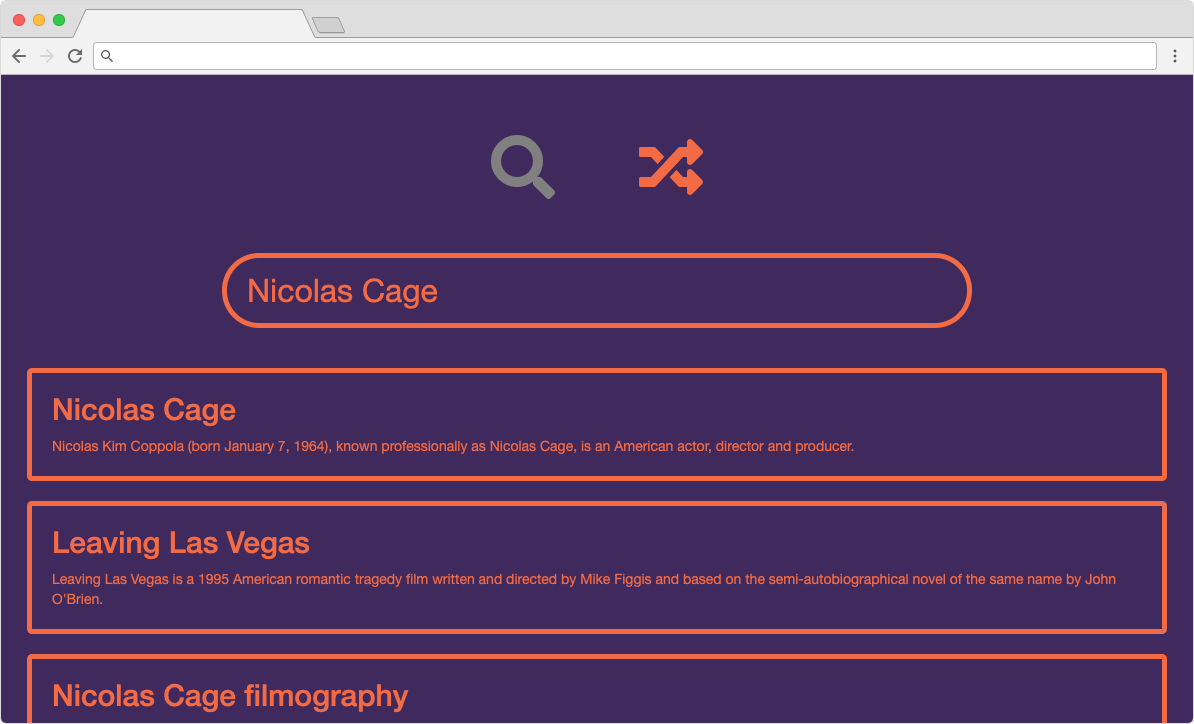 Nicolas Cage
Nicolas Cage
Nicolas Kim Coppola (born January 7, 1964), known professionally as Nicolas Cage, is an American actor, director and producer.
Leaving Las Vegas
Leaving Las Vegas is a 1995 American romantic tragedy film written and directed by Mike Figgis and based on the semi-autobiographical novel of the same name by John
O'Brien.
Nicolas Cage filmography